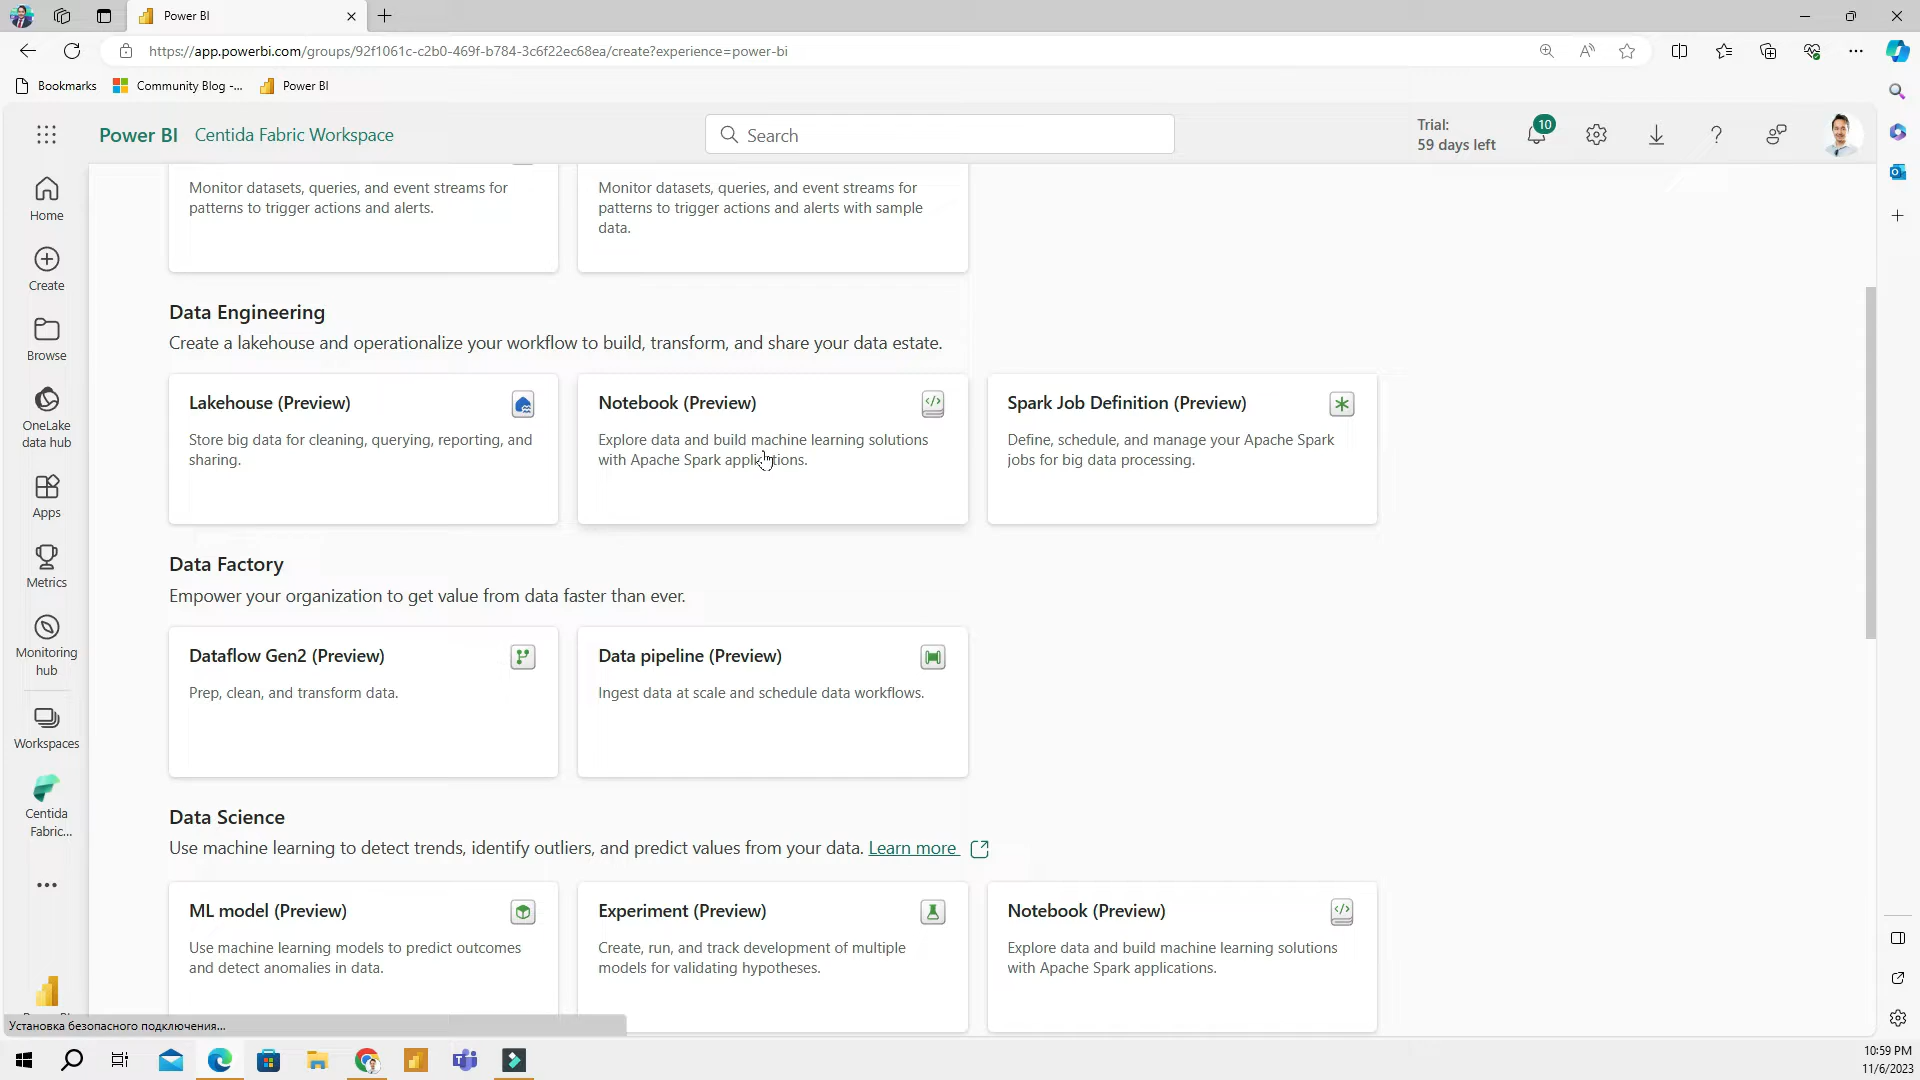 Power BI
https://app.powerbi.com/groups/92f1061c-c2b0-469f-b784-3c6f22ec68ea/create?experience=power-bi
Bookmarks
Community Blog -...
Power BI
Power BI
Centida Fabric Workspace
Search
Trial:
59 days left
10
Home
Create
Browse
OneLake
data hub
Apps
Metrics
Monitoring
hub
Workspaces
Centida
Fabric...
Monitor datasets, queries, and event streams for
patterns to trigger actions and alerts.
Monitor datasets, queries, and event streams for
patterns to trigger actions and alerts with sample
data.
Data Engineering
Create a lakehouse and operationalize your workflow to build, transform, and share your data estate.
Lakehouse (Preview)
Store big data for cleaning, querying, reporting, and
sharing.
Notebook (Preview)
Explore data and build machine learning solutions
with Apache Spark applications.
Spark Job Definition (Preview)
Define, schedule, and manage your Apache Spark
jobs for big data processing.
Data Factory
Empower your organization to get value from data faster than ever.
Dataflow Gen2 (Preview)
Prep, clean, and transform data.
Data pipeline (Preview)
Ingest data at scale and schedule data workflows.
Data Science
Use machine learning to detect trends, identify outliers, and predict values from your data. Learn more
ML model (Preview)
Use machine learning models to predict outcomes
and detect anomalies in data.
Experiment (Preview)
Create, run, and track development of multiple
models for validating hypotheses.
Notebook (Preview)
Explore data and build machine learning solutions
with Apache Spark applications.
Установка безопасного подключения...
10:59 PM
11/6/2023